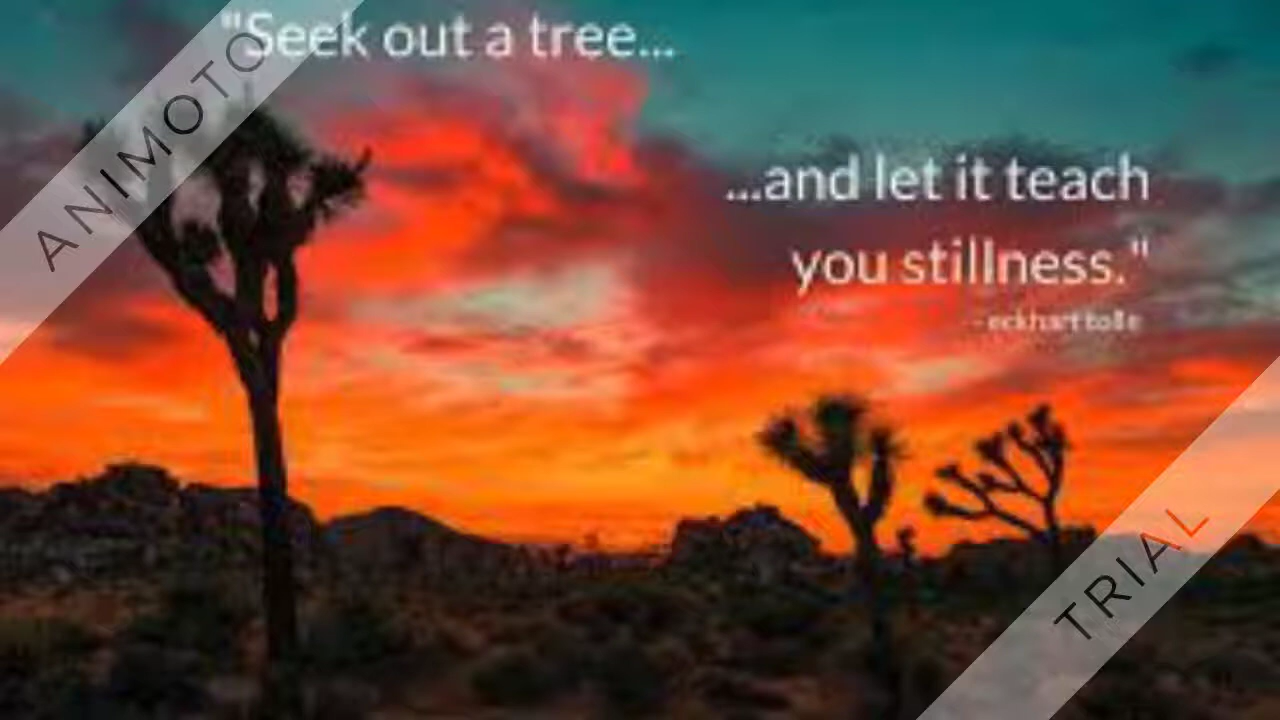 "Seek out a tree...
...and let it teach
you stillness."
- eckhart tolle
ANIMOTO
TRIAL